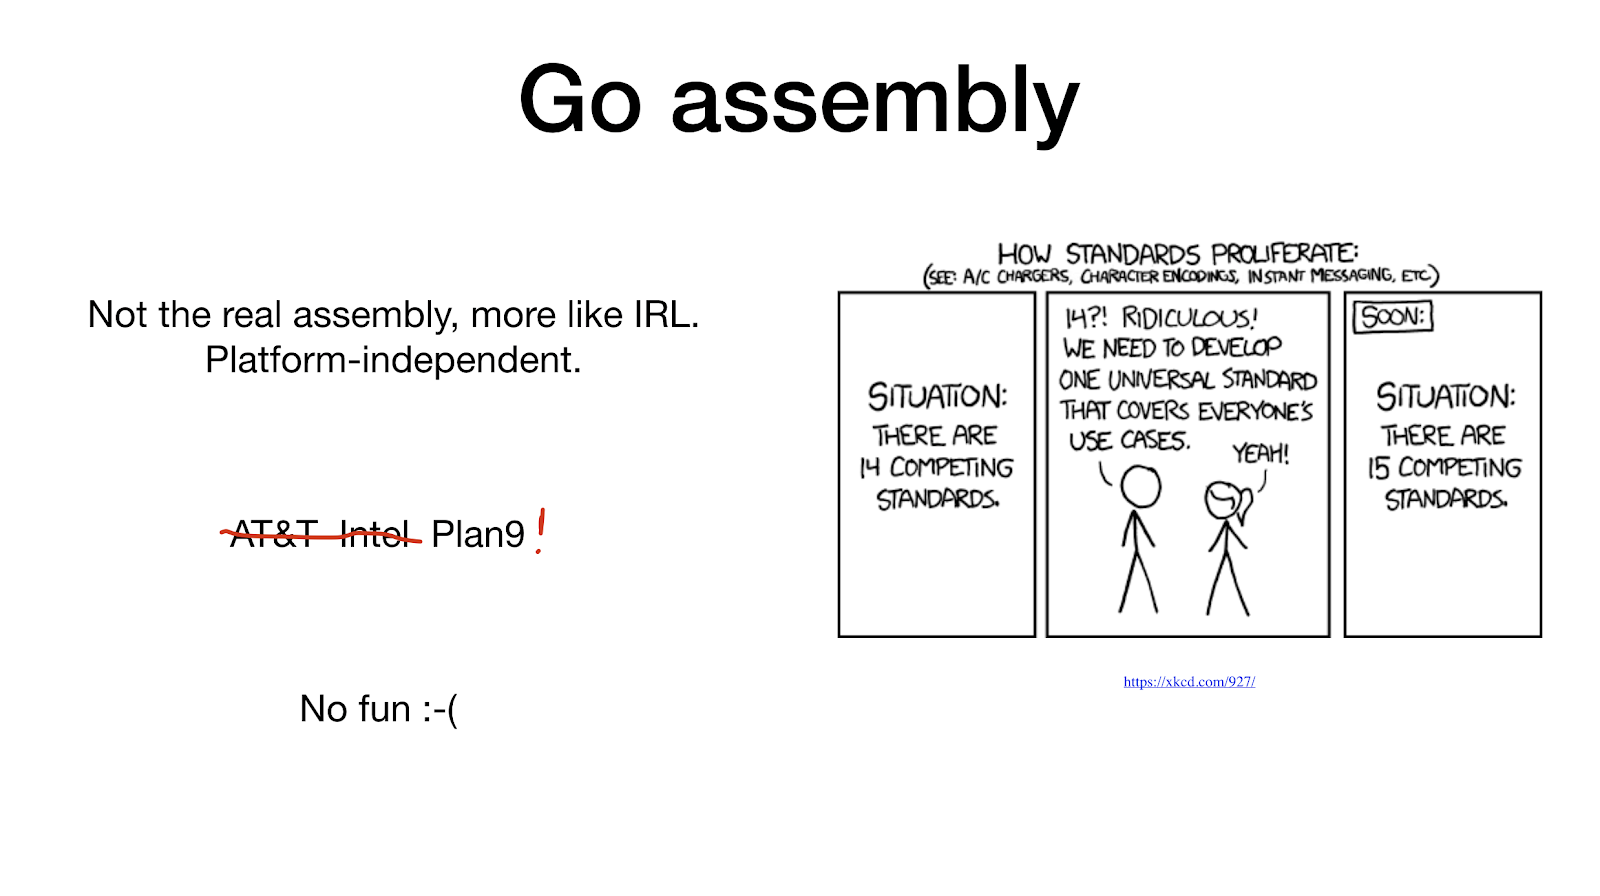 Go assembly
Not the real assembly, more like IRL.
Platform-independent.
AT&T Intel Plan9 !
No fun :-(
HOW STANDARDS PROLIFERATE:
(SEE: A/C CHARGERS, CHARACTER ENCODINGS, INSTANT MESSAGING, ETC.)
SITUATION:
THERE ARE
14 COMPETING
STANDARDS.
14?! RIDICULOUS!
WE NEED TO DEVELOP
ONE UNIVERSAL STANDARD
THAT COVERS EVERYONE'S
USE CASES.
YEAH!
SOON:
SITUATION:
THERE ARE
15 COMPETING
STANDARDS.
https://xkcd.com/927/